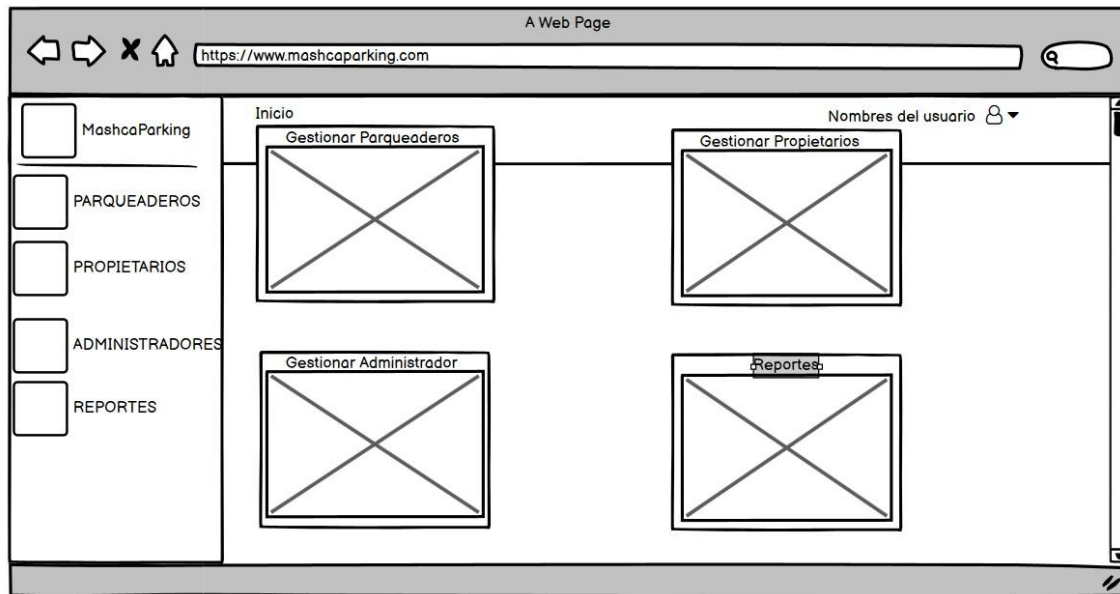 A Web Page
https://www.mashcaparking.com
MashcaParking
PARQUEADEROS
PROPIETARIOS
ADMINISTRADORES
REPORTES
Inicio
Nombres del usuario
Gestionar Parqueaderos
Gestionar Propietarios
Gestionar Administrador
Reportes